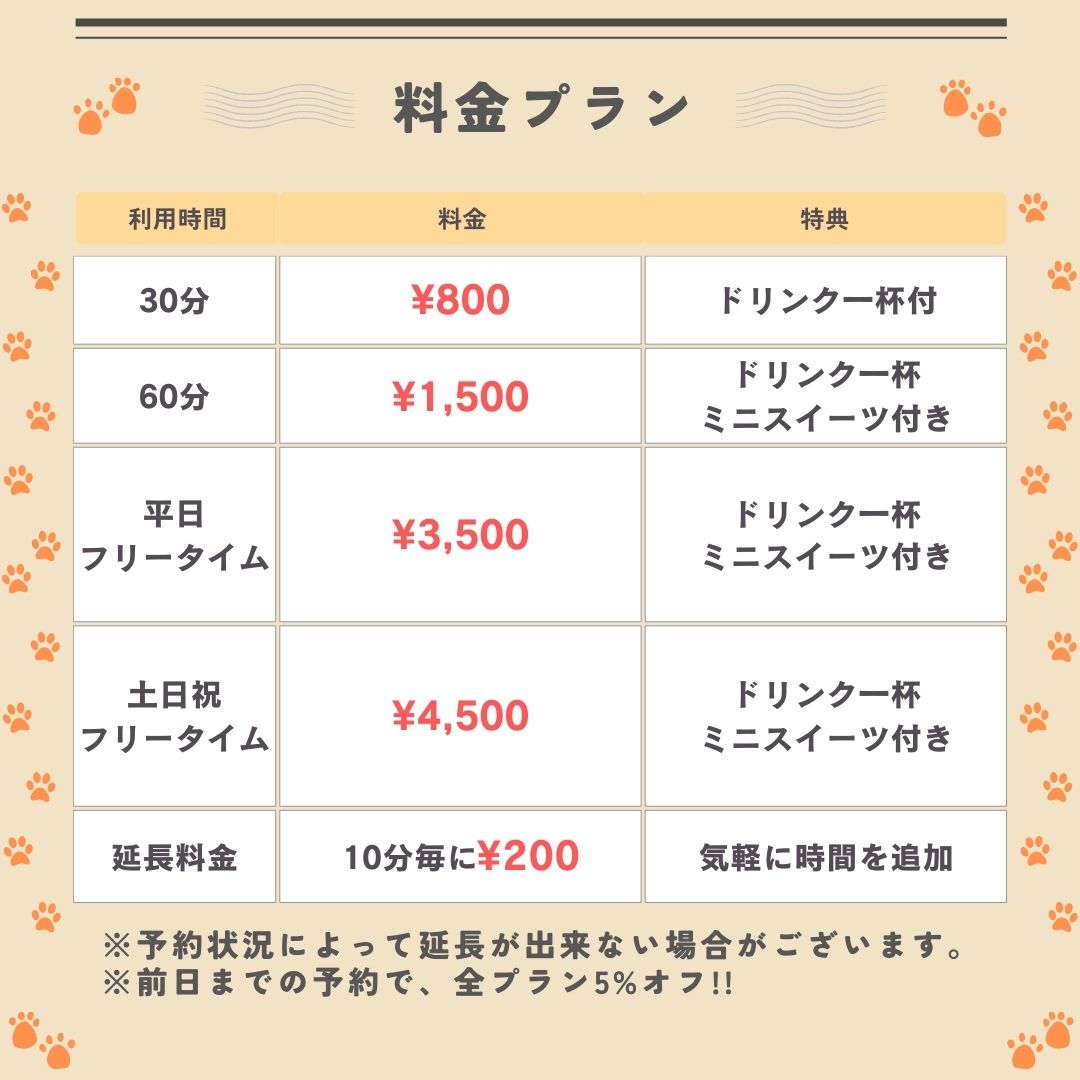 料金プラン
利用時間 料金 特典
30分 ¥800 ドリンク一杯付
60分 ¥1,500 ドリンク一杯
ミニスイーツ付き
平日
フリータイム ¥3,500 ドリンク一杯
ミニスイーツ付き
土日祝
フリータイム ¥4,500 ドリンク一杯
ミニスイーツ付き
延長料金 10分毎に¥200 気軽に時間を追加
※予約状況によって延長が出来ない場合がございます。
※前日までの予約で、全プラン5%オフ!!